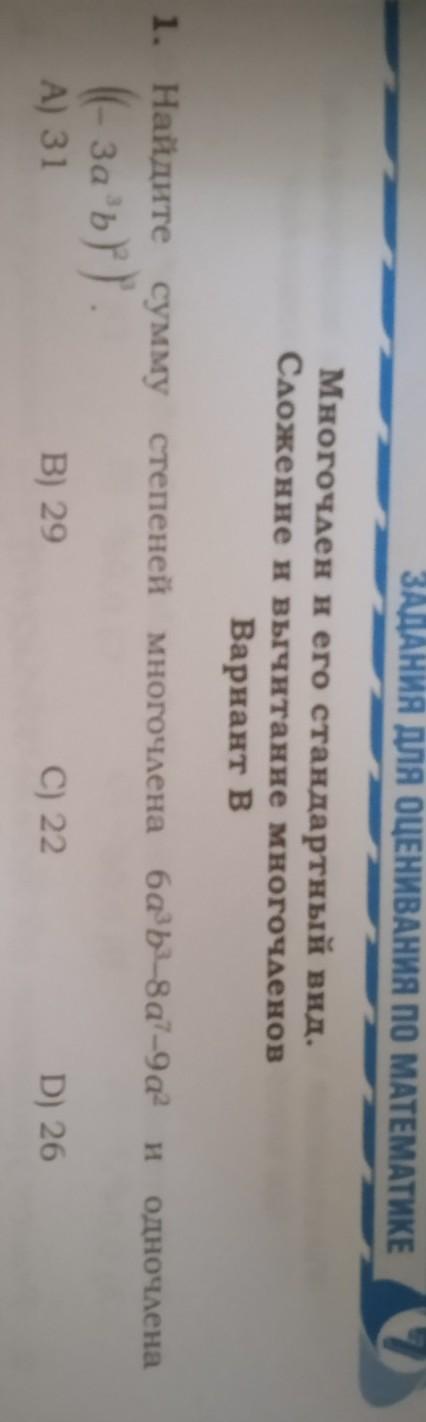 ЗАДАНИЯ ДЛЯ ОЦЕНИВАНИЯ ПО МАТЕМАТИКЕ 7
Многочлен и его стандартный вид.
Сложение и вычитание многочленов
Вариант В
1. Найдите сумму степеней многочлена 6a³b³–8a⁷–9a² и одночлена
((– 3a³b)²)³.
A) 31 B) 29 C) 22 D) 26